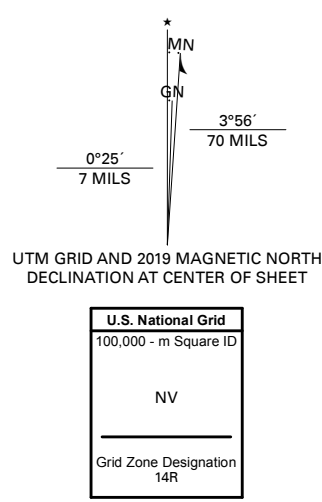 ★
MN
GN
3°56´
70 MILS
0°25´
7 MILS
UTM GRID AND 2019 MAGNETIC NORTH
DECLINATION AT CENTER OF SHEET
U.S. National Grid
100,000 - m Square ID
NV
Grid Zone Designation
14R